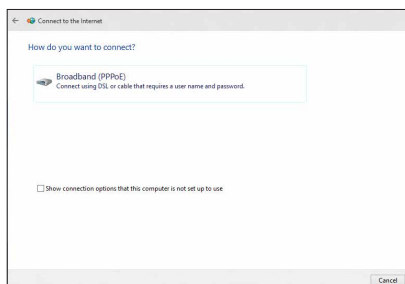 Connect to the Internet
How do you want to connect?
Broadband (PPPoE)
Connect using DSL or cable that requires a user name and password.
Show connection options that this computer is not set up to use
Cancel